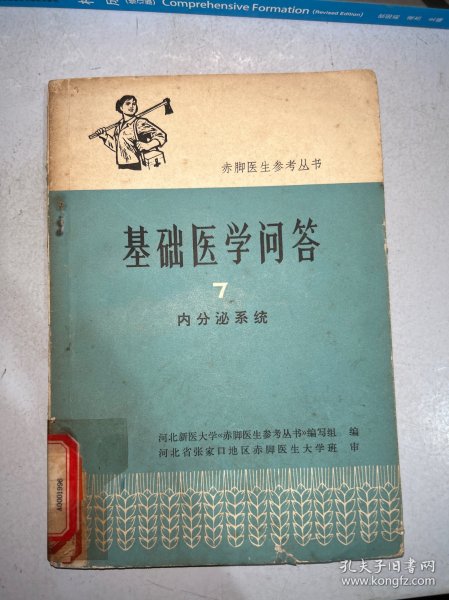 Comprehensive Formation (Revised Edition)
赤脚医生参考丛书
基础医学问答
7
内分泌系统
河北新医大学《赤脚医生参考丛书》编写组 编
河北省张家口地区赤脚医生大学班 审
A0001996
孔夫子旧书网
www.kongfz.com